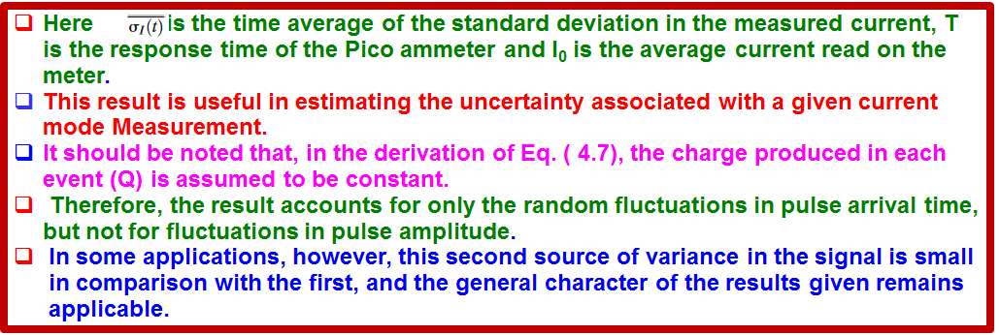 ❑ Here $\overline{\sigma_I(t)}$ is the time average of the standard deviation in the measured current, T
is the response time of the Pico ammeter and I₀ is the average current read on the
meter.
❑ This result is useful in estimating the uncertainty associated with a given current
mode Measurement.
❑ It should be noted that, in the derivation of Eq. ( 4.7), the charge produced in each
event (Q) is assumed to be constant.
❑ Therefore, the result accounts for only the random fluctuations in pulse arrival time,
but not for fluctuations in pulse amplitude.
❑ In some applications, however, this second source of variance in the signal is small
in comparison with the first, and the general character of the results given remains
applicable.